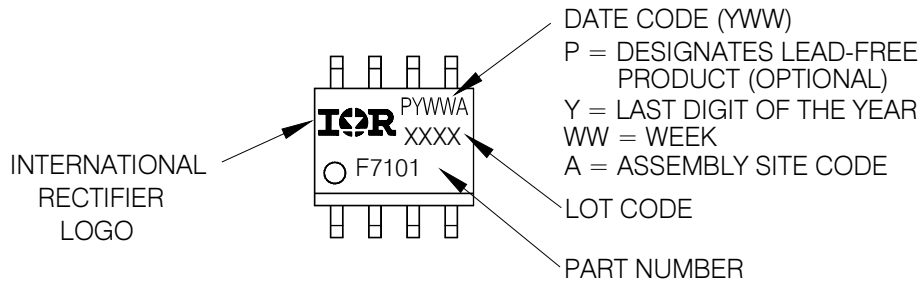 DATE CODE (YWW)
P = DESIGNATES LEAD-FREE
PRODUCT (OPTIONAL)
Y = LAST DIGIT OF THE YEAR
WW = WEEK
A = ASSEMBLY SITE CODE
LOT CODE
PART NUMBER
INTERNATIONAL
RECTIFIER
LOGO
IOR
PYWWA
XXXX
F7101